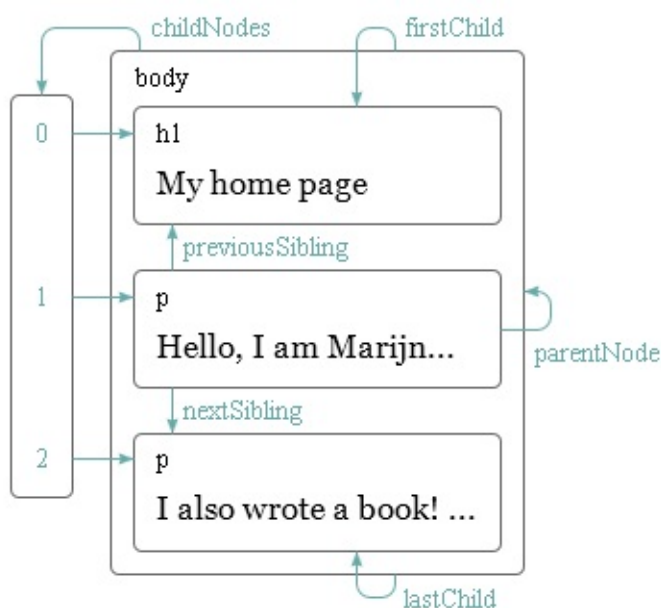 childNodes
firstChild
body
0
h1
My home page
previousSibling
1
p
Hello, I am Marijn...
parentNode
nextSibling
2
p
I also wrote a book! ...
lastChild